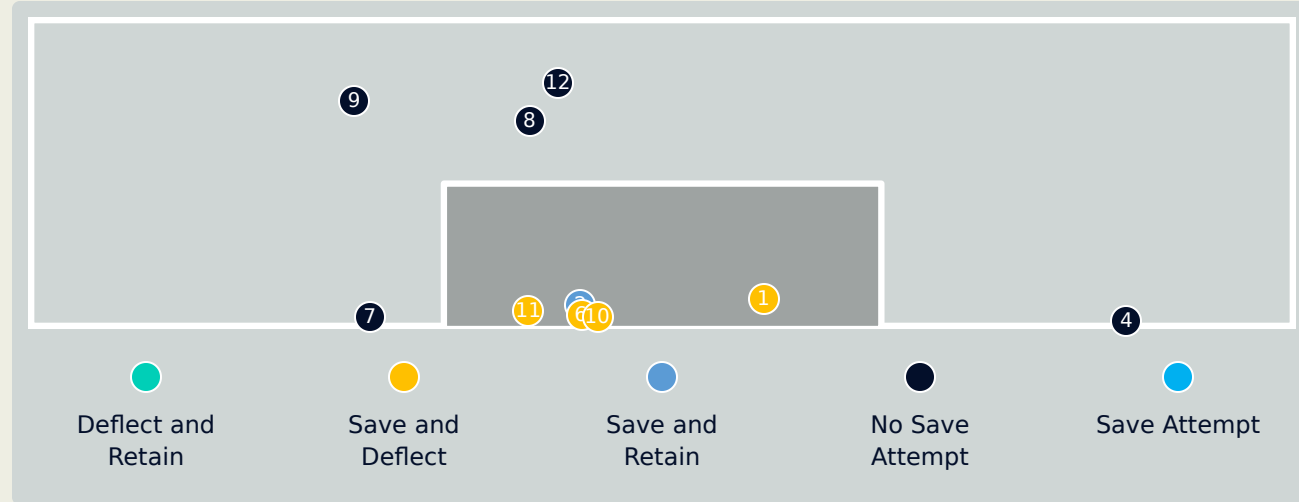 12
9
8
1
11
6
10
7
4
Deflect and
Retain
Save and
Deflect
Save and
Retain
No Save
Attempt
Save Attempt